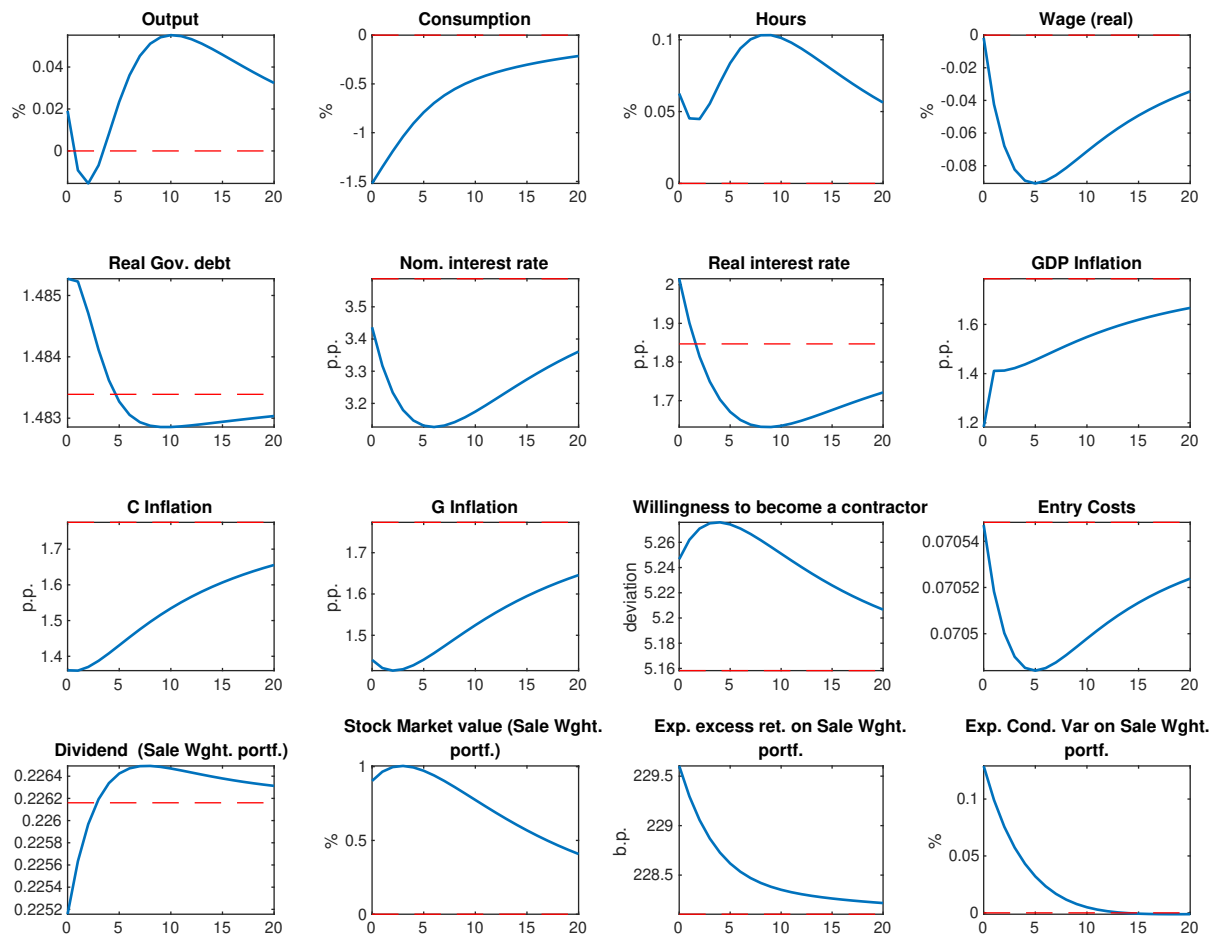 Output
%
0.04
0.02
0
0 5 10 15 20
Consumption
%
0
-0.5
-1
-1.5
0 5 10 15 20
Hours
%
0.1
0.05
0
0 5 10 15 20
Wage (real)
%
0
-0.02
-0.04
-0.06
-0.08
0 5 10 15 20
Real Gov. debt
1.485
1.484
1.483
0 5 10 15 20
Nom. interest rate
p.p.
3.5
3.4
3.3
3.2
0 5 10 15 20
Real interest rate
p.p.
2
1.9
1.8
1.7
0 5 10 15 20
GDP Inflation
p.p.
1.6
1.4
1.2
0 5 10 15 20
C Inflation
p.p.
1.7
1.6
1.5
1.4
0 5 10 15 20
G Inflation
p.p.
1.7
1.6
1.5
0 5 10 15 20
Willingness to become a contractor
deviation
5.26
5.24
5.22
5.2
5.18
5.16
0 5 10 15 20
Entry Costs
0.07054
0.07052
0.0705
0 5 10 15 20
Dividend (Sale Wght. portf.)
0.2264
0.2262
0.226
0.2258
0.2256
0.2254
0.2252
0 5 10 15 20
Stock Market value (Sale Wght.
portf.)
%
1
0.5
0
0 5 10 15 20
Exp. excess ret. on Sale Wght.
portf.
b.p.
229.5
229
228.5
0 5 10 15 20
Exp. Cond. Var on Sale Wght.
portf.
%
0.1
0.05
0
0 5 10 15 20